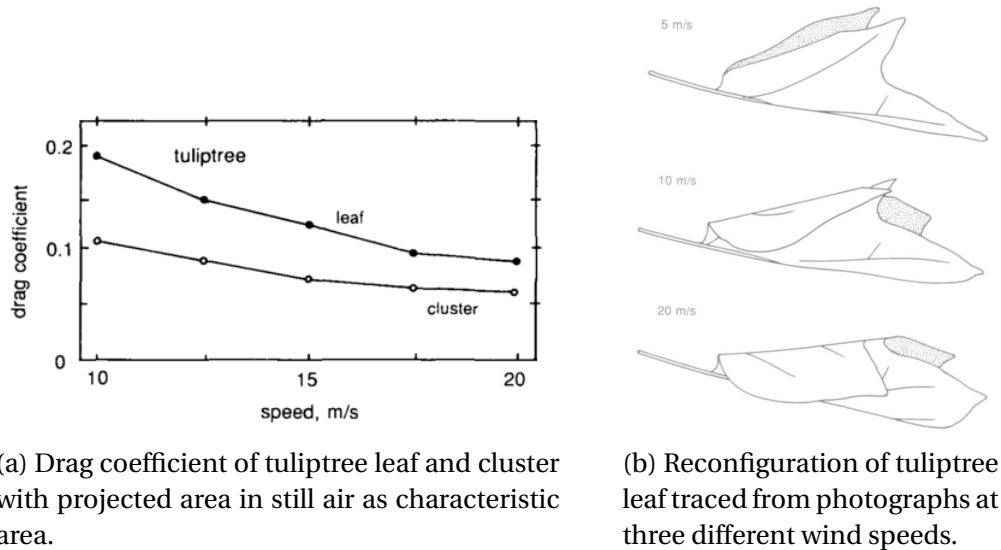 0.2
0.1
0
drag coefficient
tuliptree
leaf
cluster
10
15
20
speed, m/s
(a) Drag coefficient of tuliptree leaf and cluster
with projected area in still air as characteristic
area.
5 m/s
10 m/s
20 m/s
(b) Reconfiguration of tuliptree
leaf traced from photographs at
three different wind speeds.